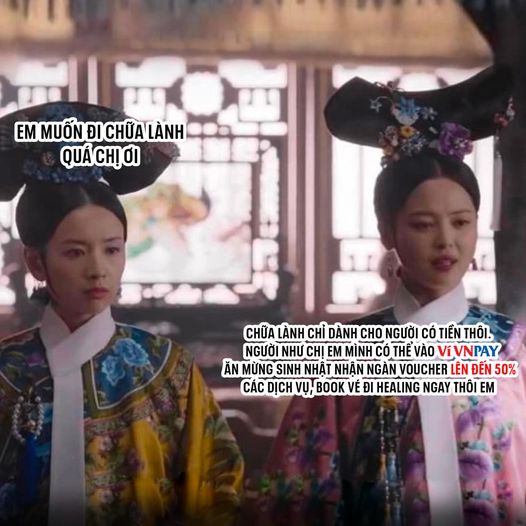 EM MUỐN ĐI CHỮA LÀNH
QUÁ CHỊ ƠI
CHỮA LÀNH CHỈ DÀNH CHO NGƯỜI CÓ TIỀN THÔI.
NGƯỜI NHƯ CHỊ EM MÌNH CÓ THỂ VÀO VÍ VNPAY
ĂN MỪNG SINH NHẬT NHẬN NGÀN VOUCHER LÊN ĐẾN 50%
CÁC DỊCH VỤ, BOOK VÉ ĐI HEALING NGAY THÔI EM